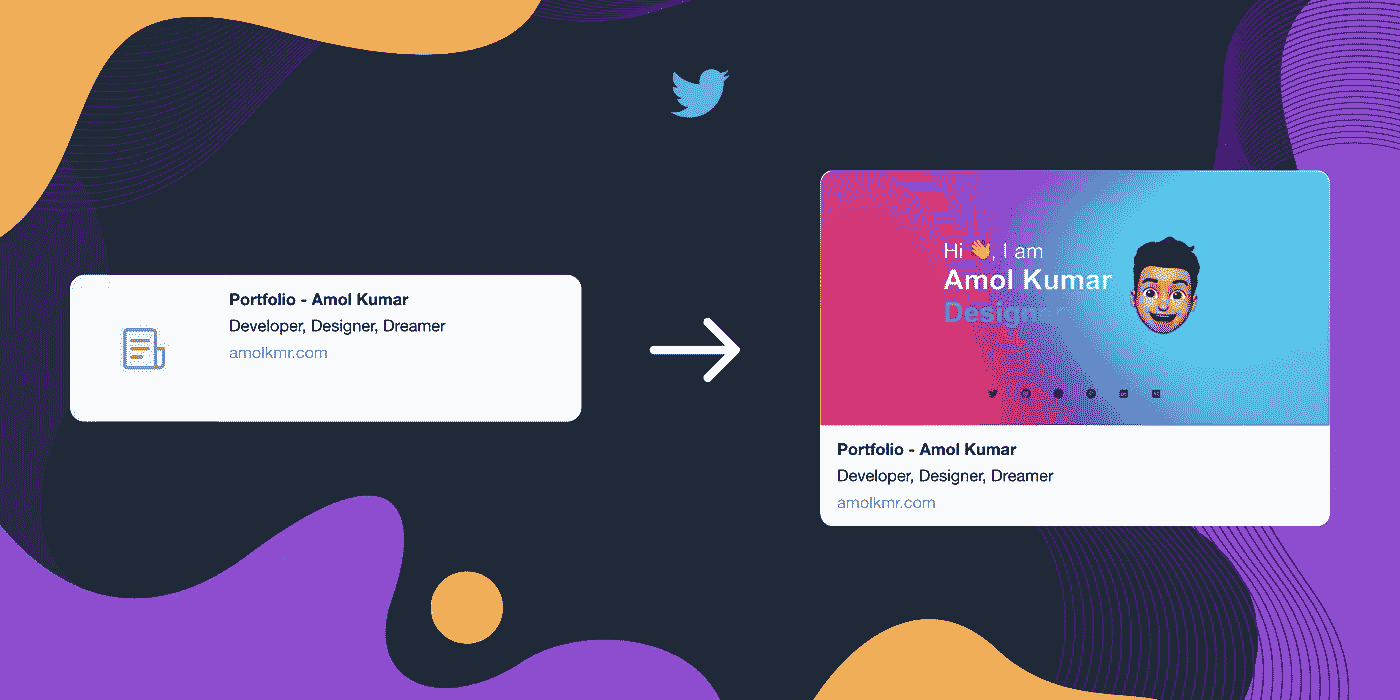 Portfolio - Amol Kumar
Developer, Designer, Dreamer
amolkmr.com
Hi 👋, I am
Amol Kumar
Designer
Portfolio - Amol Kumar
Developer, Designer, Dreamer
amolkmr.com